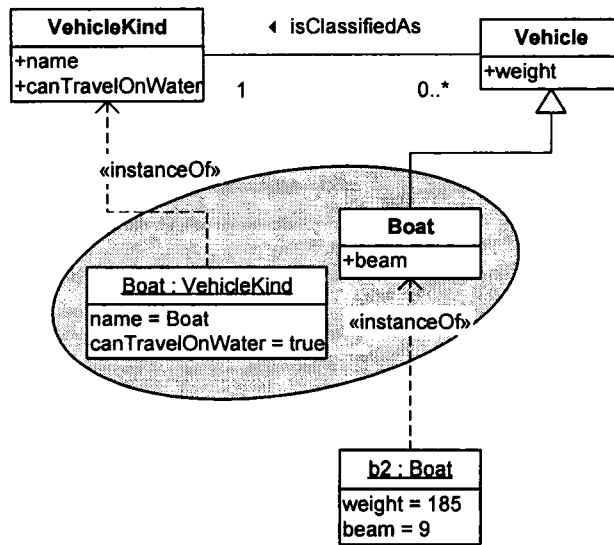 VehicleKind
+name
+canTravelOnWater
◄ isClassifiedAs
1
0..*
Vehicle
+weight
«instanceOf»
Boat
+beam
Boat : VehicleKind
name = Boat
canTravelOnWater = true
«instanceOf»
b2 : Boat
weight = 185
beam = 9